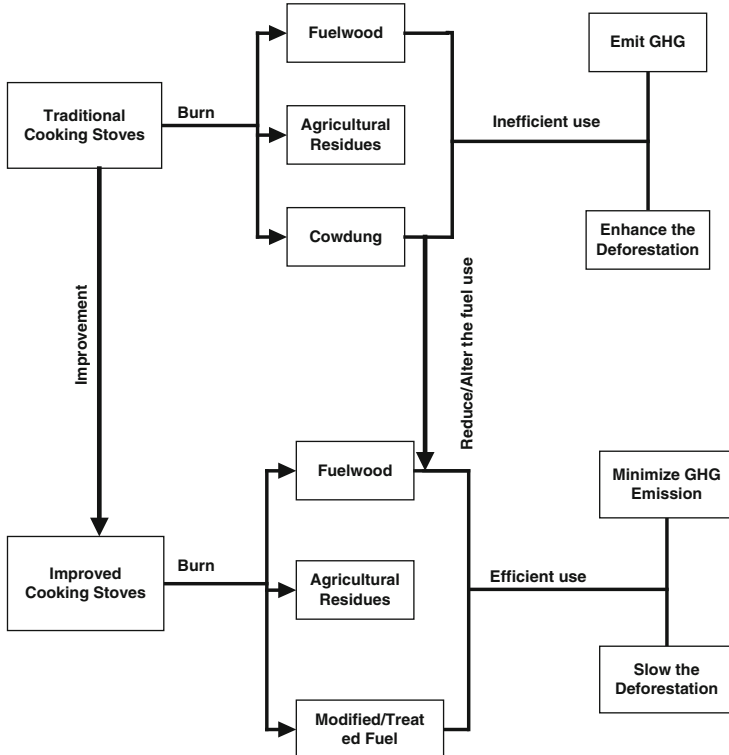 Fuelwood
Emit GHG
Burn
Traditional
Cooking Stoves
Agricultural
Residues
Inefficient use
Cowdung
Enhance the
Deforestation
Improvement
Reduce/Alter the fuel use
Fuelwood
Minimize GHG
Emission
Burn
Improved
Cooking Stoves
Agricultural
Residues
Efficient use
Slow the
Deforestation
Modified/Treat
ed Fuel